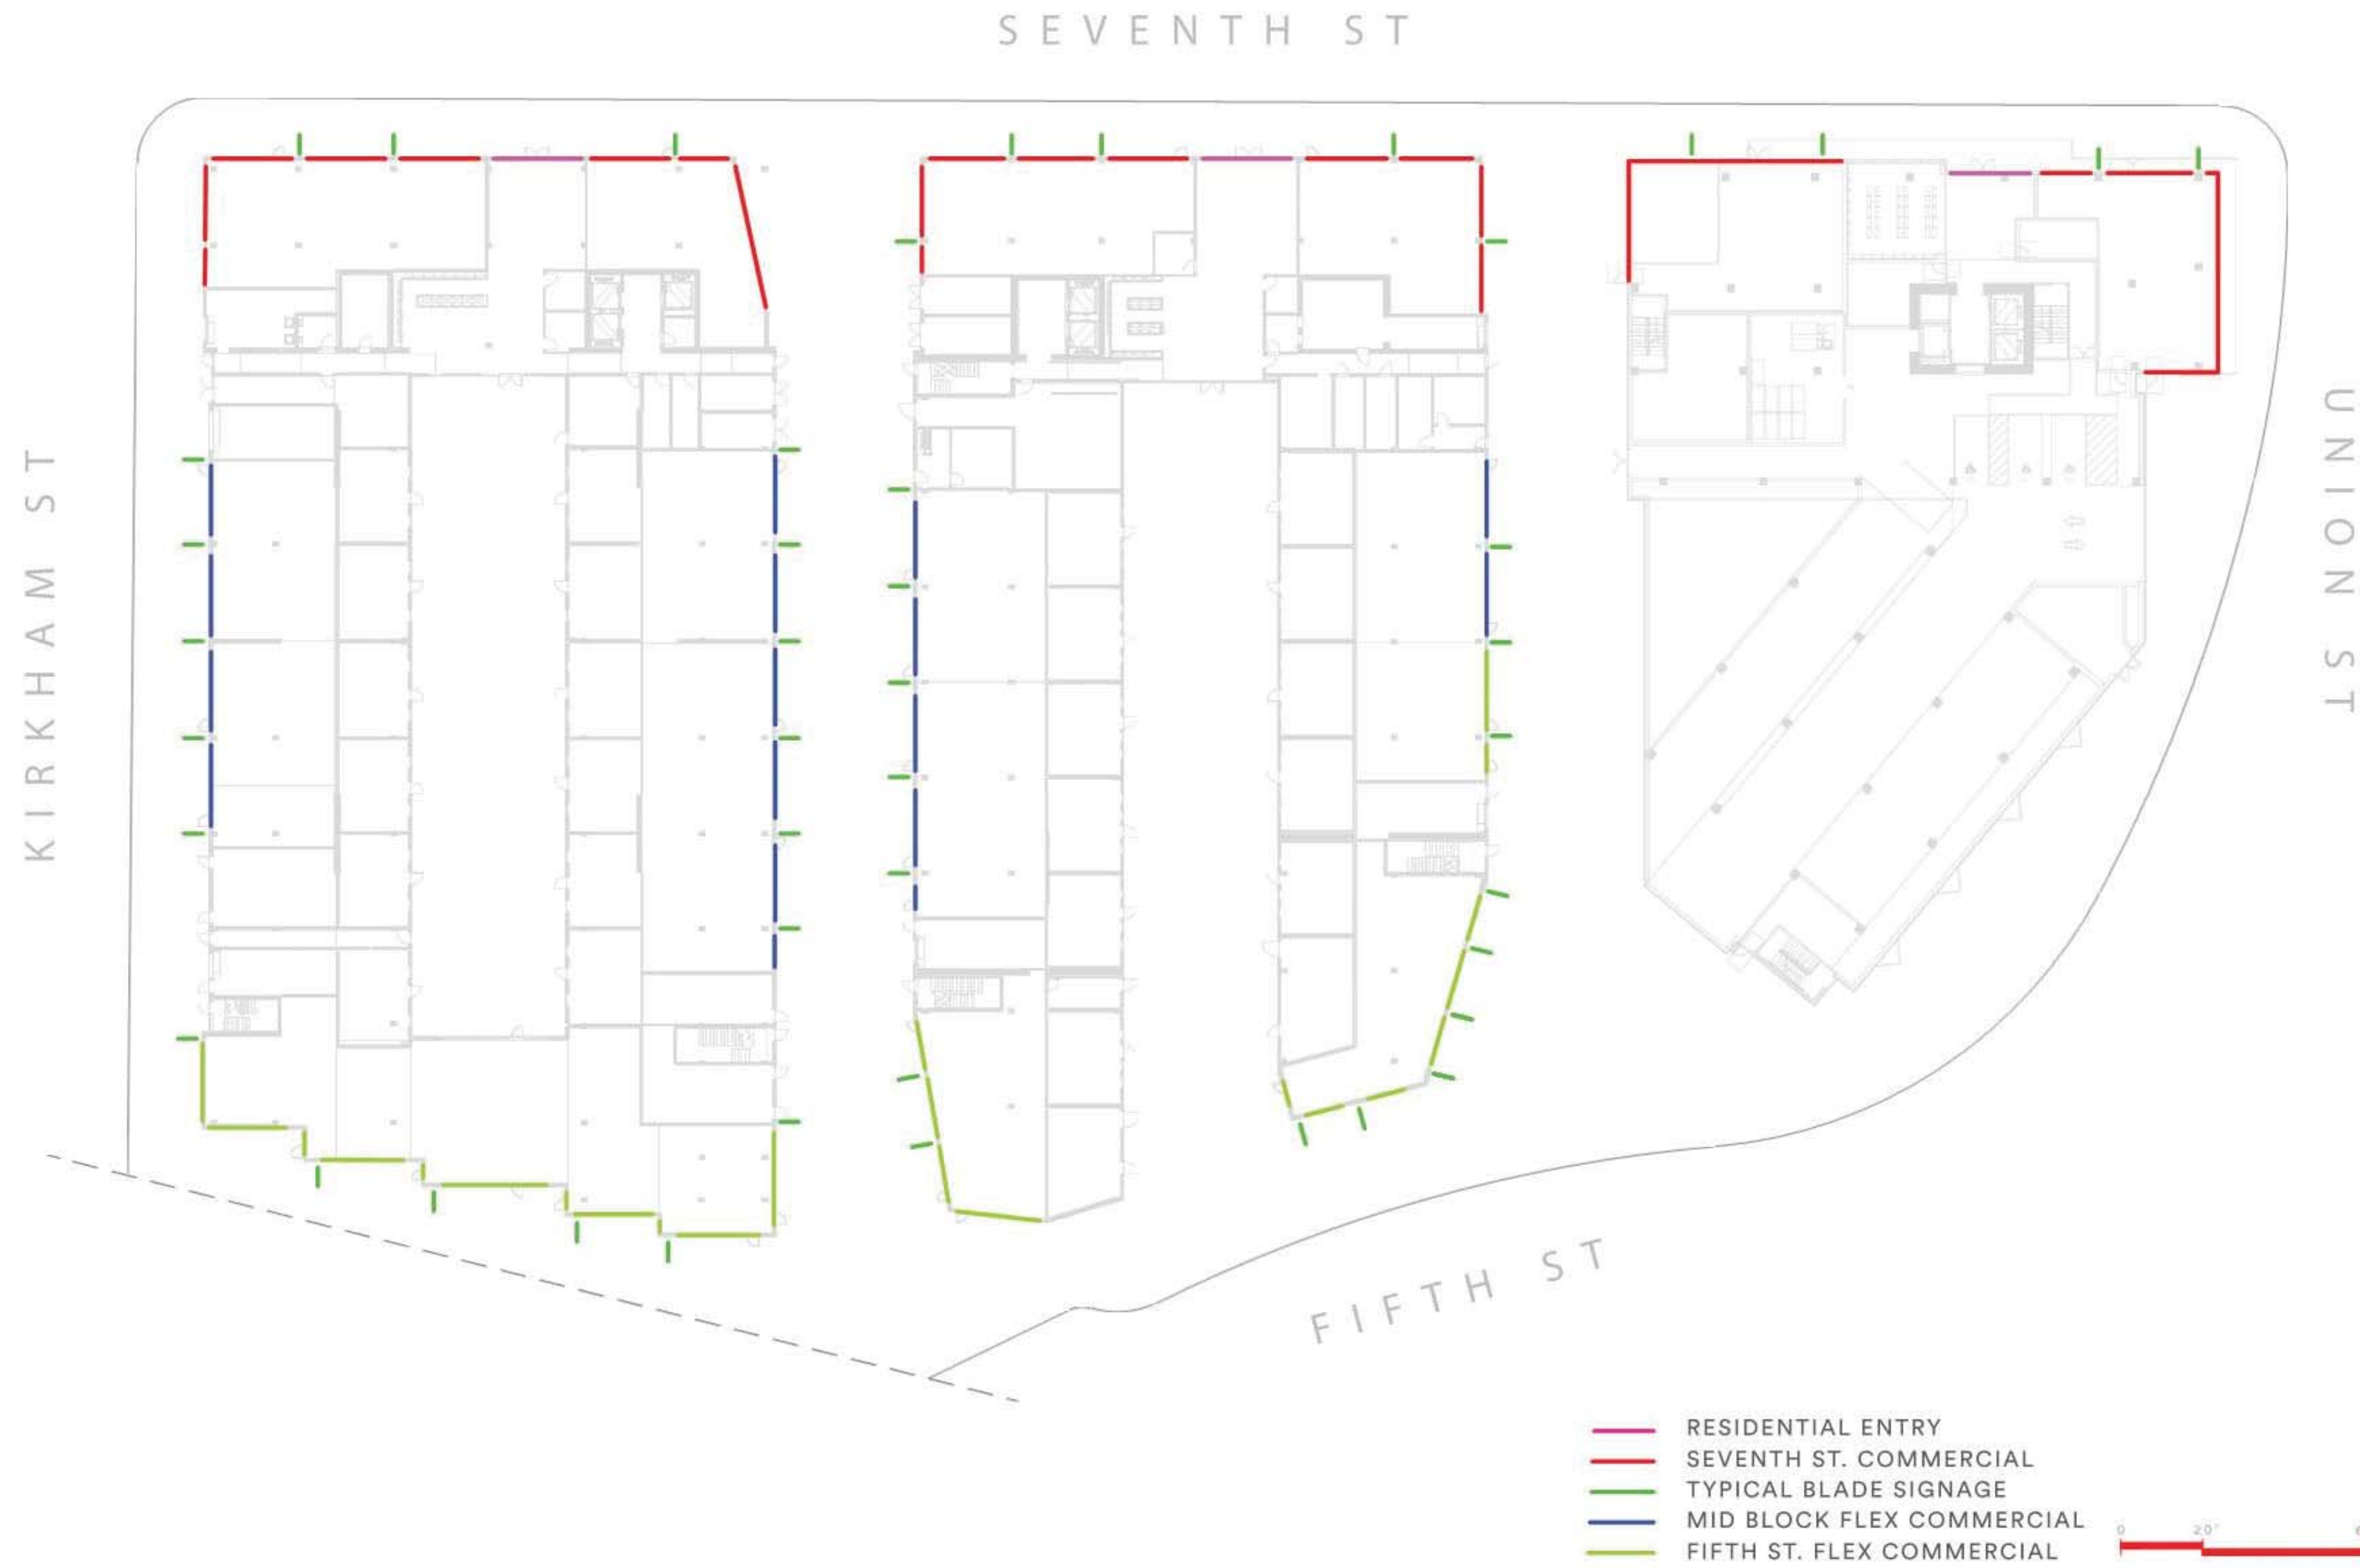 SEVENTH ST
KIRKHAM ST
UNION ST
FIFTH ST
RESIDENTIAL ENTRY
SEVENTH ST. COMMERCIAL
TYPICAL BLADE SIGNAGE
MID BLOCK FLEX COMMERCIAL
FIFTH ST. FLEX COMMERCIAL
0 20'